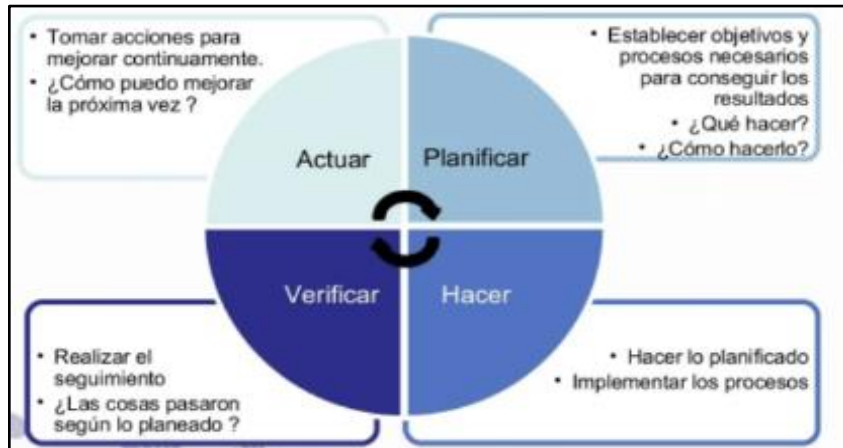 • Tomar acciones para
mejorar continuamente.
• ¿Cómo puedo mejorar
la próxima vez ?
• Establecer objetivos y
procesos necesarios
para conseguir los
resultados
• ¿Qué hacer?
• ¿Cómo hacerlo?
Actuar
Planificar
Verificar
Hacer
• Realizar el
seguimiento
• ¿Las cosas pasaron
según lo planeado ?
• Hacer lo planificado
• Implementar los procesos